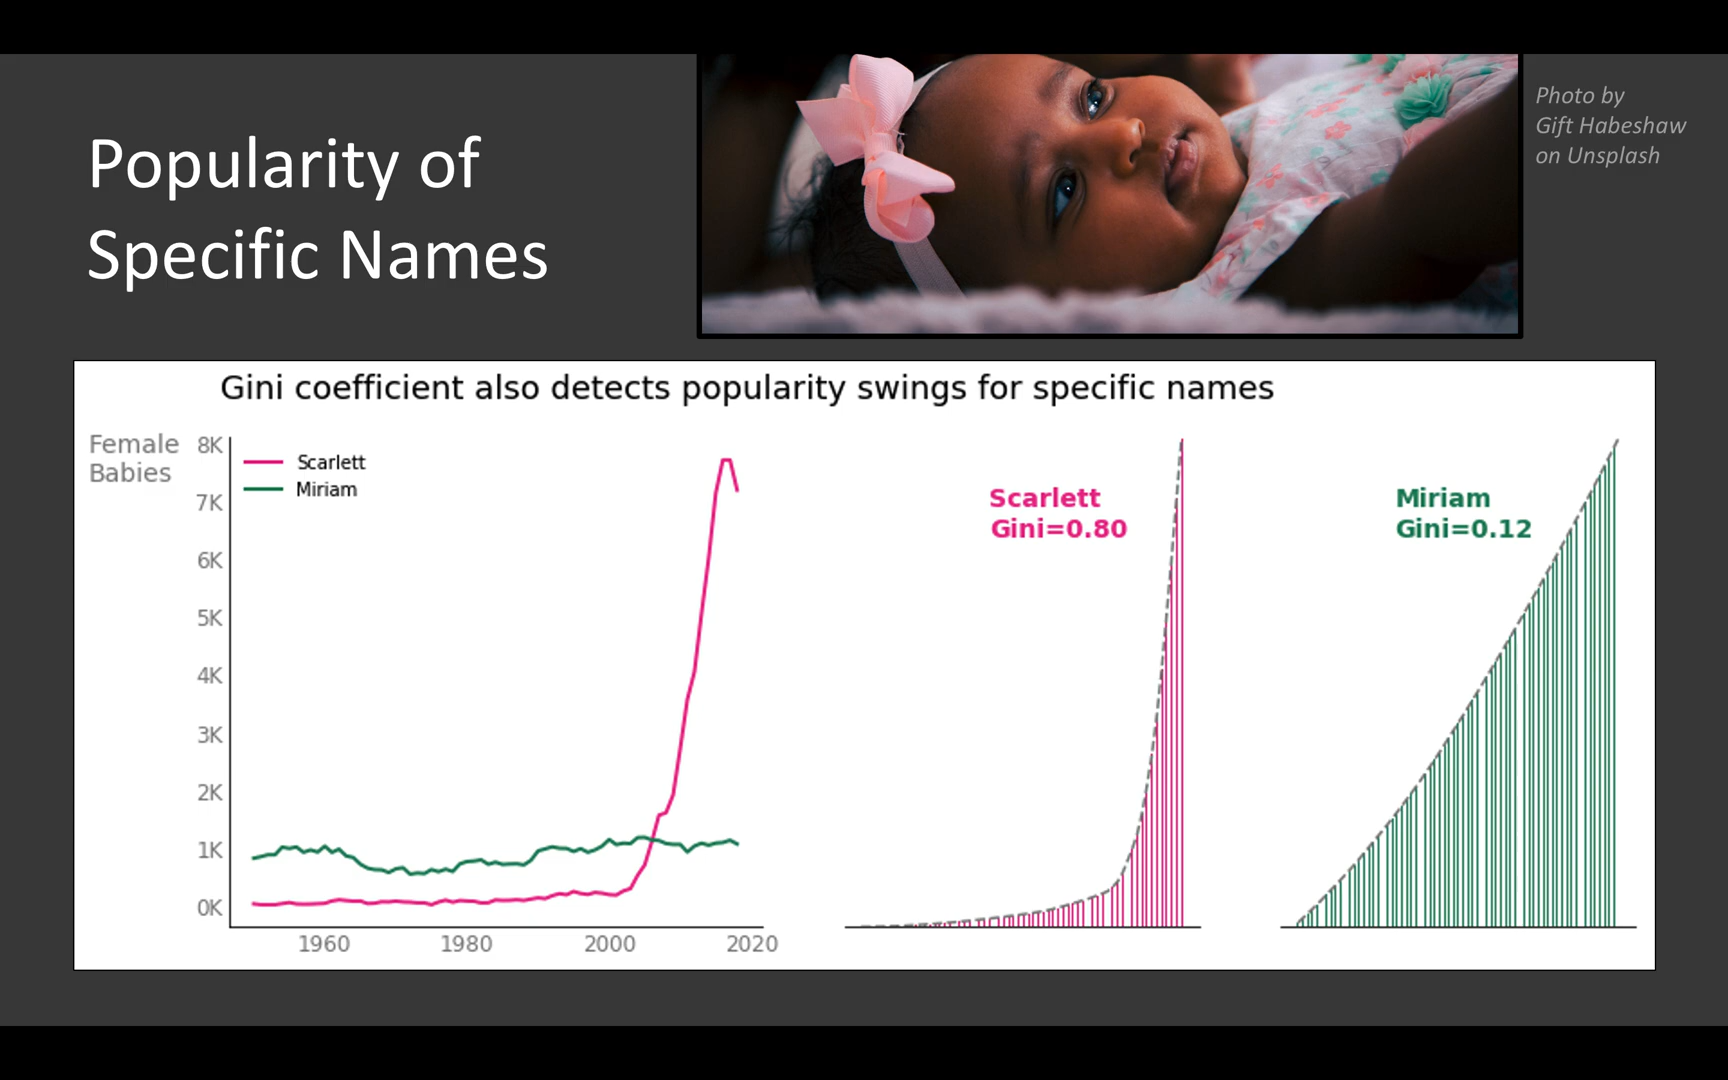 Popularity of
Specific Names
Photo by
Gift Habeshaw
on Unsplash
Gini coefficient also detects popularity swings for specific names
Female
Babies
8K
7K
6K
5K
4K
3K
2K
1K
0K
Scarlett
Miriam
1960
1980
2000
2020
Scarlett
Gini=0.80
Miriam
Gini=0.12